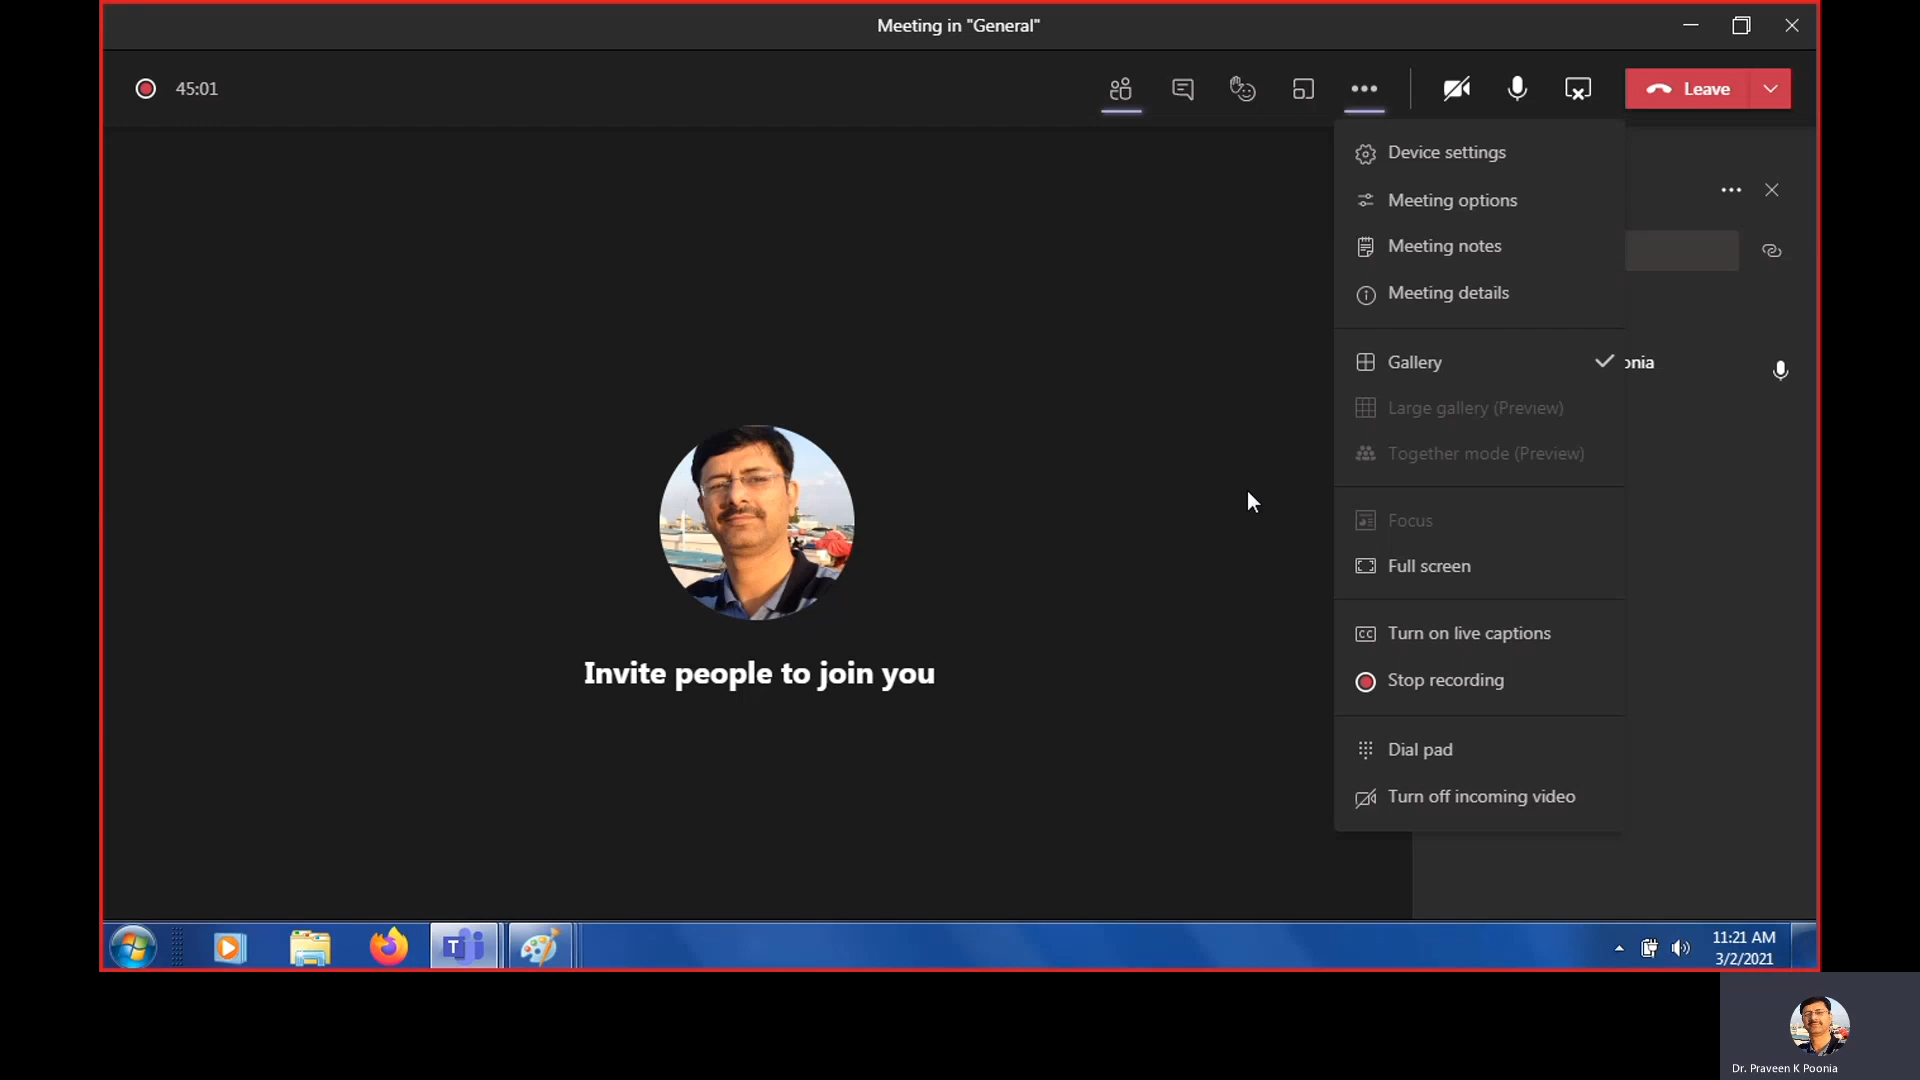 Meeting in "General"
45:01
Leave
Device settings
Meeting options
Meeting notes
Meeting details
Gallery
onia
Large gallery (Preview)
Together mode (Preview)
Focus
Full screen
Turn on live captions
Stop recording
Dial pad
Turn off incoming video
Invite people to join you
T
11:21 AM
3/2/2021
Dr. Praveen K Poonia